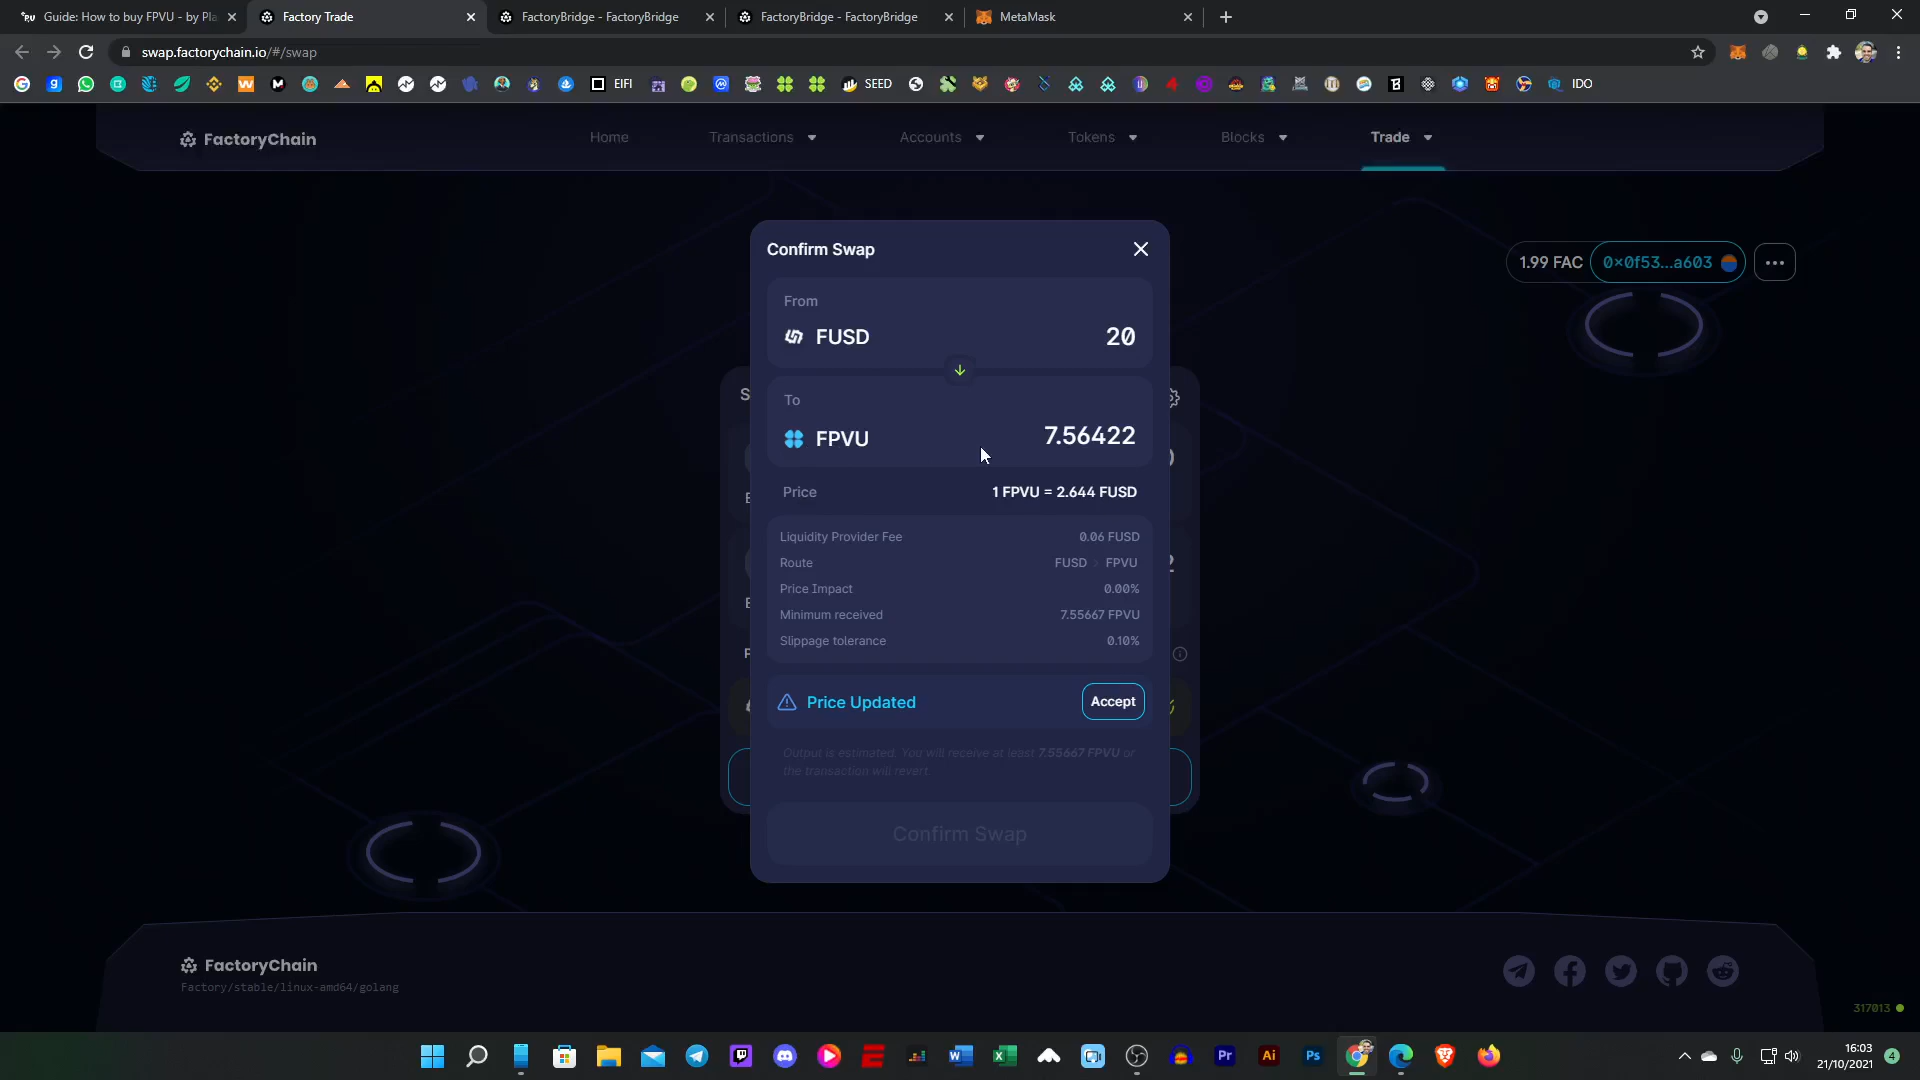 Guide: How to buy FPVU - by Pla
Factory Trade
FactoryBridge - FactoryBridge
FactoryBridge - FactoryBridge
MetaMask
swap.factorychain.io/#/swap
EIFI
SEED
IDO
FactoryChain
Home
Transactions
Accounts
Tokens
Blocks
Trade
1.99 FAC
0×0f53...a603
Confirm Swap
From
FUSD
20
To
FPVU
7.56422
Price
1 FPVU = 2.644 FUSD
Liquidity Provider Fee
0.06 FUSD
Route
FUSD > FPVU
Price Impact
0.00%
Minimum received
7.55667 FPVU
Slippage tolerance
0.10%
Price Updated
Accept
Output is estimated. You will receive at least 7.55667 FPVU or
the transaction will revert.
Confirm Swap
FactoryChain
Factory/stable/linux-amd64/golang
317013
16:03
21/10/2021
4